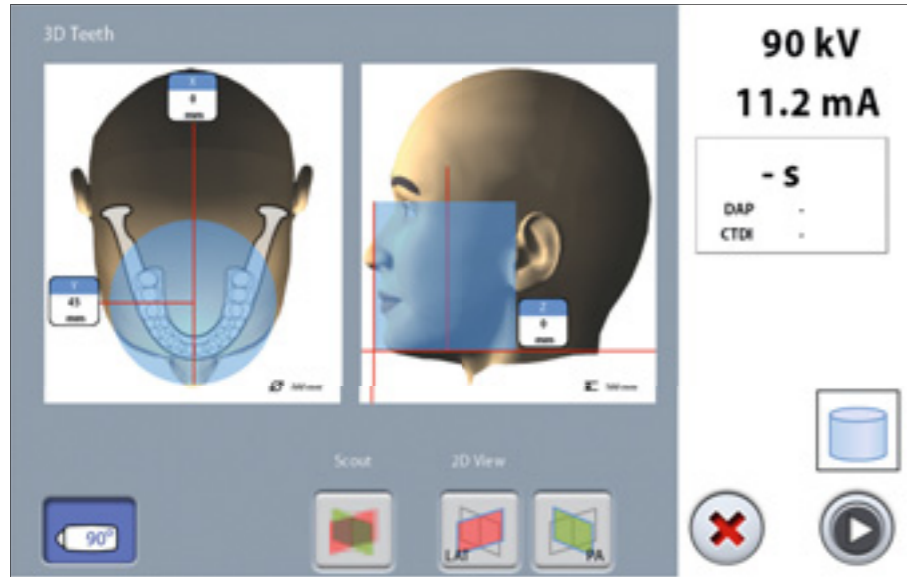 3D Teeth
90 kV
11.2 mA
X
0
mm
- s
DAP -
CTDI -
Y
45
mm
Z
0
mm
Scout
2D View
90°
LAT
PA